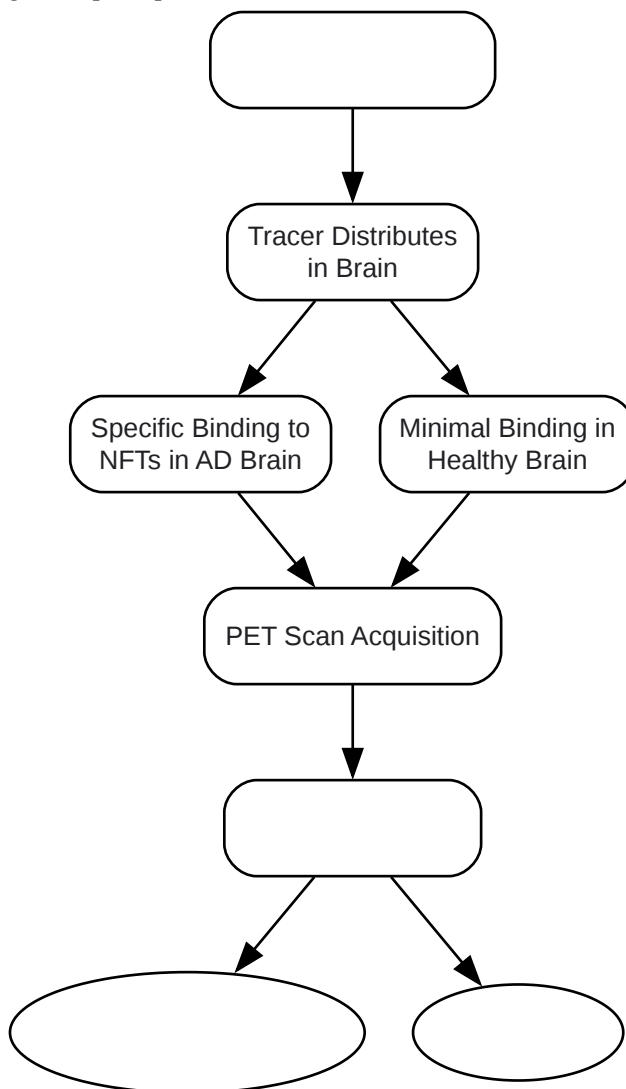 Tracer Distributes
in Brain
Specific Binding to
NFTs in AD Brain
Minimal Binding in
Healthy Brain
PET Scan Acquisition